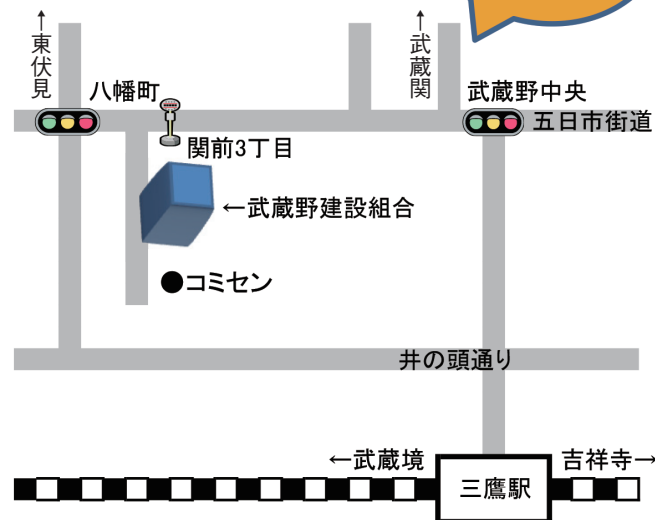 ↑東伏見
↑武蔵関
八幡町
武蔵野中央
五日市街道
関前3丁目
←武蔵野建設組合
●コミセン
井の頭通り
←武蔵境
吉祥寺→
三鷹駅